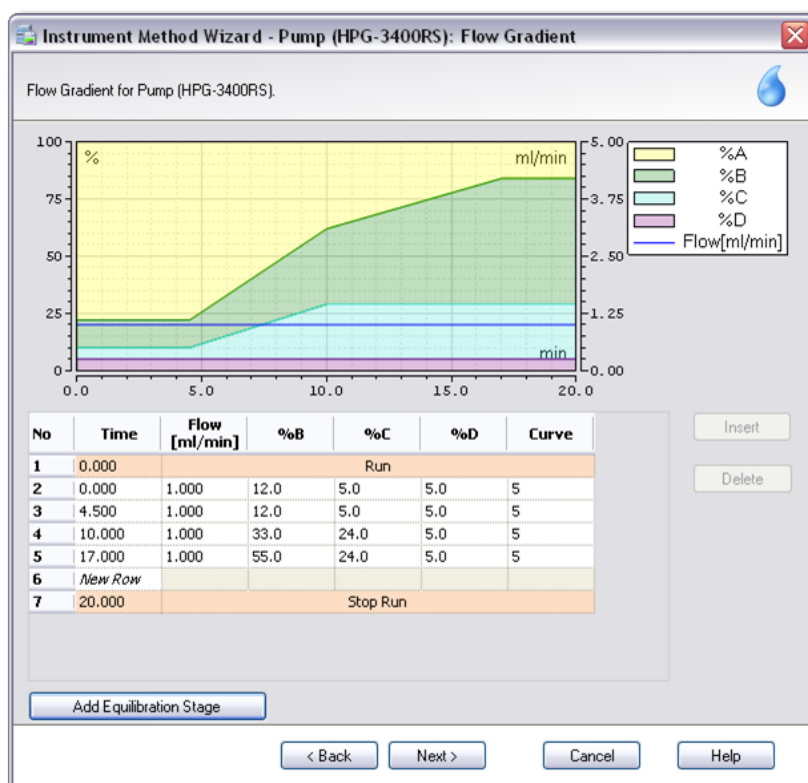 Instrument Method Wizard - Pump (HPG-3400RS): Flow Gradient
Flow Gradient for Pump (HPG-3400RS).
100 % ml/min 5.00
75 3.75
50 2.50
25 1.25
0 min 0.00
0.0 5.0 10.0 15.0 20.0
%A
%B
%C
%D
Flow[ml/min]
No Time Flow [ml/min] %B %C %D Curve
1 0.000 Run
2 0.000 1.000 12.0 5.0 5.0 5
3 4.500 1.000 12.0 5.0 5.0 5
4 10.000 1.000 33.0 24.0 5.0 5
5 17.000 1.000 55.0 24.0 5.0 5
6 New Row
7 20.000 Stop Run
Insert
Delete
Add Equilibration Stage
< Back Next > Cancel Help